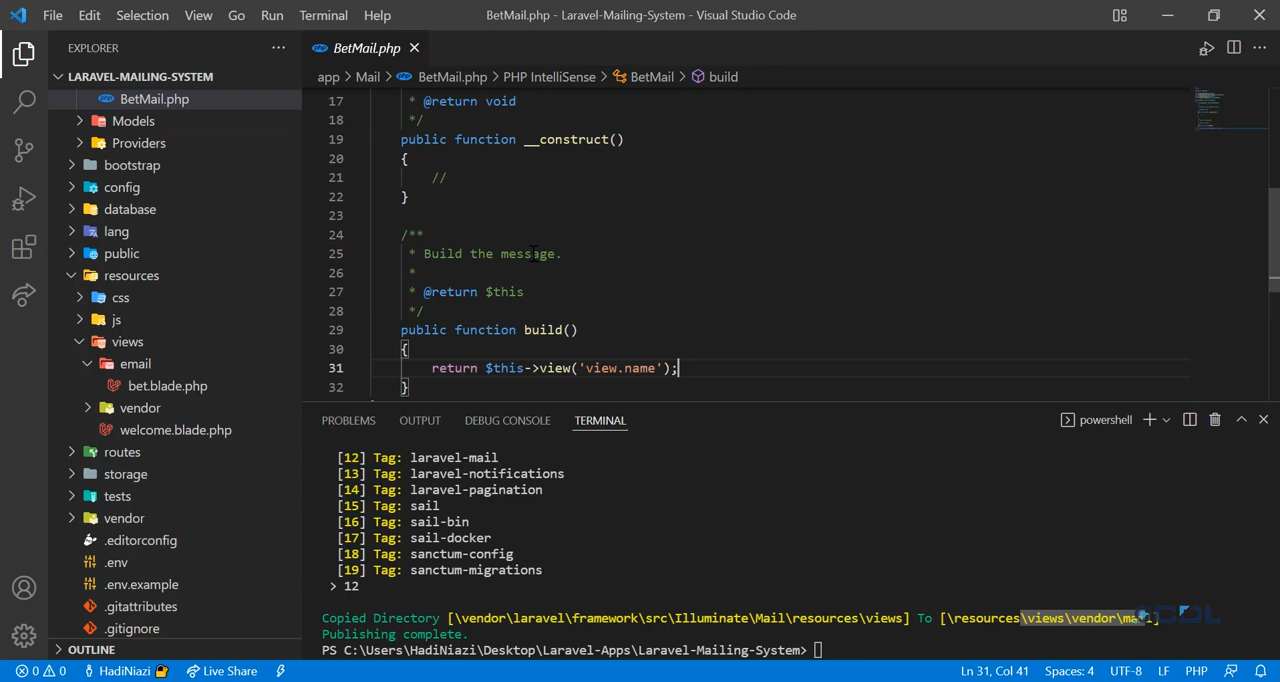 File Edit Selection View Go Run Terminal Help BetMail.php - Laravel-Mailing-System - Visual Studio Code
EXPLORER
LARAVEL-MAILING-SYSTEM
BetMail.php
Models
Providers
bootstrap
config
database
lang
public
resources
css
js
views
email
bet.blade.php
vendor
welcome.blade.php
routes
storage
tests
vendor
.editorconfig
.env
.env.example
.gitattributes
.gitignore
OUTLINE
BetMail.php
app > Mail > BetMail.php > PHP IntelliSense > BetMail > build
17 * @return void
18 */
19 public function __construct()
20 {
21 //
22 }
23
24 /**
25 * Build the message.
26 *
27 * @return $this
28 */
29 public function build()
30 {
31 return $this->view('view.name');
32 }
PROBLEMS OUTPUT DEBUG CONSOLE TERMINAL powershell
[12] Tag: laravel-mail
[13] Tag: laravel-notifications
[14] Tag: laravel-pagination
[15] Tag: sail
[16] Tag: sail-bin
[17] Tag: sail-docker
[18] Tag: sanctum-config
[19] Tag: sanctum-migrations
> 12
Copied Directory [\vendor\laravel\framework\src\Illuminate\Mail\resources\views] To [\resources\views\vendor\mail]
Publishing complete.
PS C:\Users\HadiNiazi\Desktop\Laravel-Apps\Laravel-Mailing-System>
0 0 HadiNiazi Live Share Ln 31, Col 41 Spaces: 4 UTF-8 LF PHP